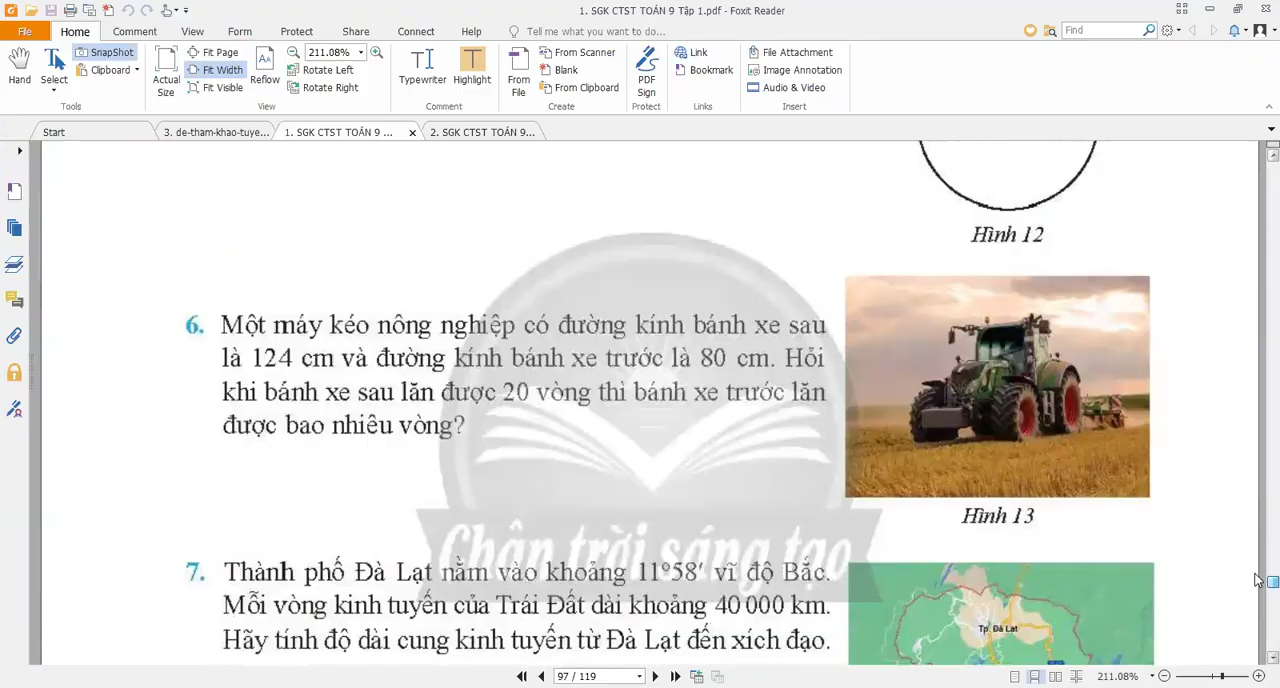 1. SGK CTST TOÁN 9 Tập 1.pdf - Foxit Reader
File Home Comment View Form Protect Share Connect Help Tell me what you want to do... Find
Hand Select SnapShot Clipboard Actual Size Fit Page Fit Width Fit Visible Reflow 211.08% Rotate Left Rotate Right Typewriter Highlight From File From Scanner Blank From Clipboard PDF Sign Link Bookmark File Attachment Image Annotation Audio & Video
Tools View Comment Create Protect Links Insert
Start 3. de-tham-khao-tuye... 1. SGK CTST TOÁN 9 ... 2. SGK CTST TOÁN 9...
Hình 12
6. Một máy kéo nông nghiệp có đường kính bánh xe sau
là 124 cm và đường kính bánh xe trước là 80 cm. Hỏi
khi bánh xe sau lăn được 20 vòng thì bánh xe trước lăn
được bao nhiêu vòng?
Hình 13
Chân trời sáng tạo
7. Thành phố Đà Lạt nằm vào khoảng 11°58′ vĩ độ Bắc.
Mỗi vòng kinh tuyến của Trái Đất dài khoảng 40 000 km.
Hãy tính độ dài cung kinh tuyến từ Đà Lạt đến xích đạo.
Tp. Đà Lạt
97 / 119 211.08%